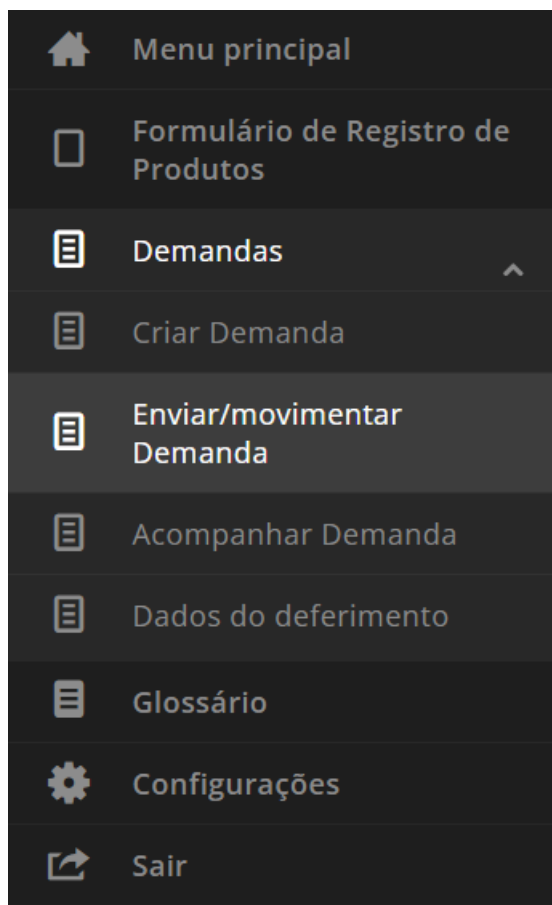 Menu principal
Formulário de Registro de
Produtos
Demandas
Criar Demanda
Enviar/movimentar
Demanda
Acompanhar Demanda
Dados do deferimento
Glossário
Configurações
Sair